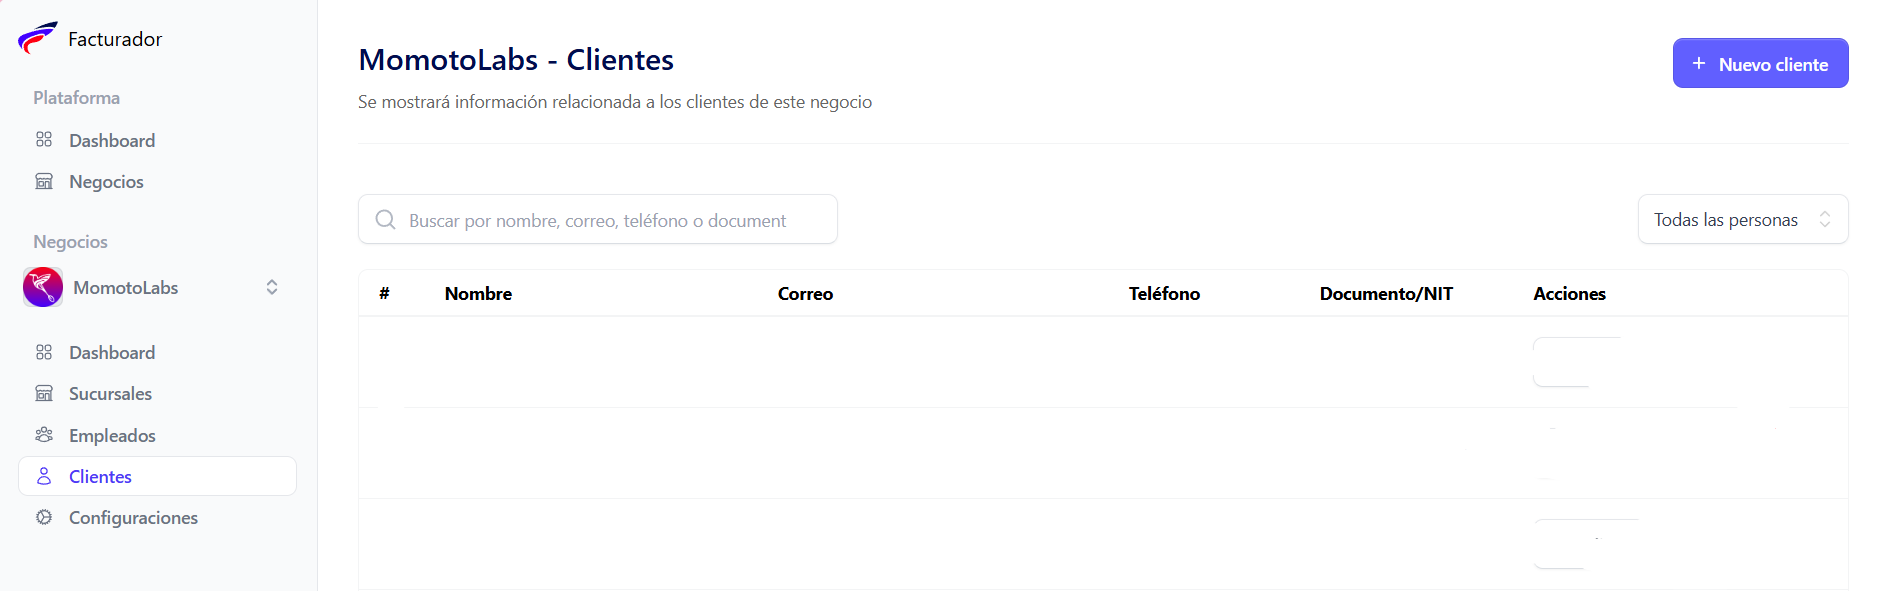 Facturador
Plataforma
Dashboard
Negocios
Negocios
MomotoLabs
Dashboard
Sucursales
Empleados
Clientes
Configuraciones
MomotoLabs - Clientes
+ Nuevo cliente
Se mostrará información relacionada a los clientes de este negocio
Buscar por nombre, correo, teléfono o document
Todas las personas
# Nombre Correo Teléfono Documento/NIT Acciones